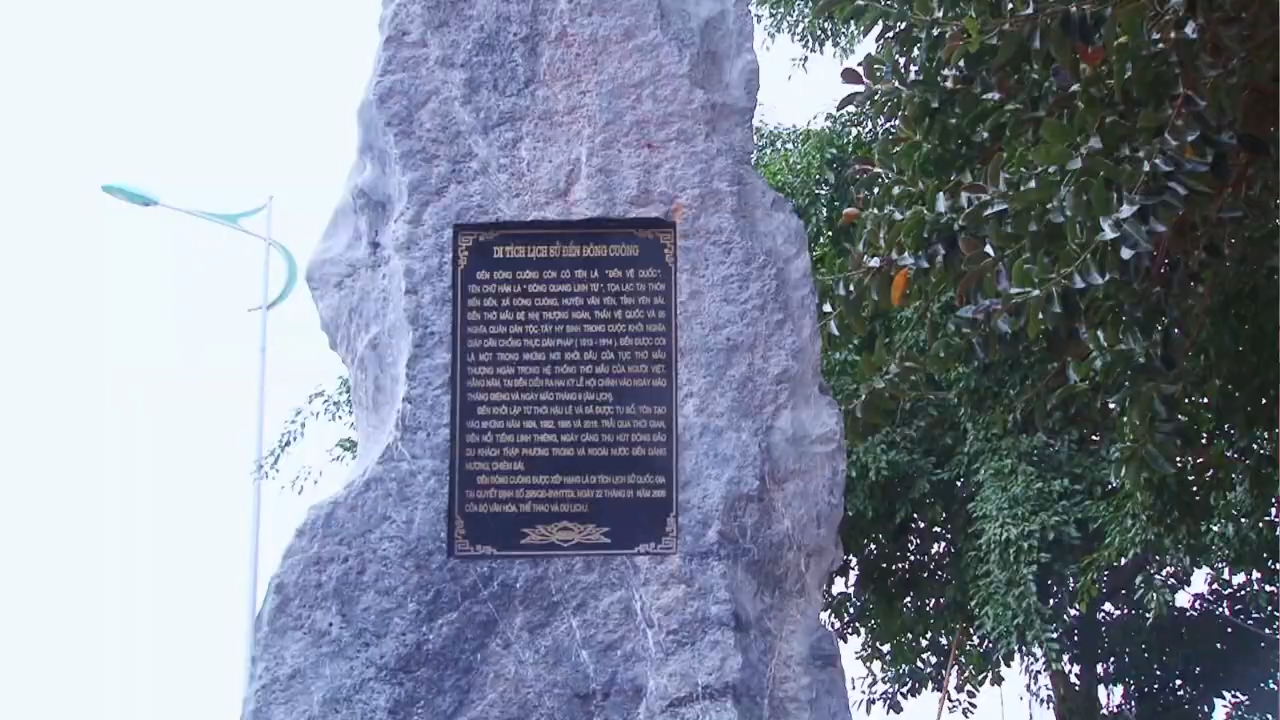 DI TÍCH LỊCH SỬ ĐỀN ĐÔNG CUÔNG
ĐỀN ĐÔNG CUÔNG CÒN CÓ TÊN LÀ "ĐỀN VỆ QUỐC",
TÊN CHỮ HÁN LÀ " ĐÔNG QUANG LINH TỪ ", TỌA LẠC TẠI THÔN
BẾN ĐỀN, XÃ ĐÔNG CUÔNG, HUYỆN VĂN YÊN, TỈNH YÊN BÁI.
ĐỀN THỜ MẪU ĐỆ NHỊ THƯỢNG NGÀN, THẦN VỆ QUỐC VÀ
NGHĨA QUÂN DÂN TỘC TÀY HY SINH TRONG CUỘC KHỞI NGHĨA
GIÁP DẦN CHỐNG THỰC DÂN PHÁP ( 1913 - 1914 ). ĐỀN ĐƯỢC COI
LÀ MỘT TRONG NHỮNG NƠI KHỞI ĐẦU CỦA TỤC THỜ MẪU
THƯỢNG NGÀN TRONG HỆ THỐNG THỜ MẪU CỦA NGƯỜI VIỆT.
HẰNG NĂM, TẠI ĐỀN DIỄN RA HAI KỲ LỄ HỘI CHÍNH VÀO NGÀY MÃO
THÁNG GIÊNG VÀ NGÀY MÃO THÁNG 9 (ÂM LỊCH).
ĐỀN KHỞI LẬP TỪ THỜI HẬU LÊ VÀ ĐÃ ĐƯỢC TU BỔ, TÔN TẠO
VÀO NHỮNG NĂM 1924, 1982, 1995 VÀ TRẢI QUA THỜI GIAN,
ĐỀN NỔI TIẾNG LINH THIÊNG, NGÀY CÀNG THU HÚT ĐÔNG ĐẢO
DU KHÁCH THẬP PHƯƠNG TRONG VÀ NGOÀI NƯỚC ĐẾN DÂNG
HƯƠNG, CHIÊM BÁI.
ĐỀN ĐÔNG CUÔNG ĐƯỢC XẾP HẠNG LÀ DI TÍCH LỊCH SỬ QUỐC GIA
TẠI QUYẾT ĐỊNH SỐ NGÀY 22 THÁNG 01 NĂM 2009
CỦA BỘ VĂN HÓA, THỂ THAO VÀ DU LỊCH./.